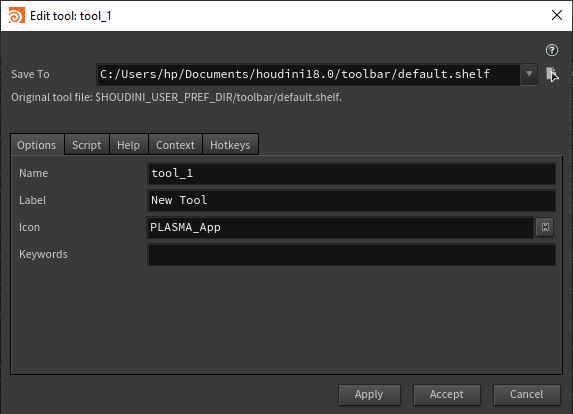 Edit tool: tool_1
Save To C:/Users/hp/Documents/houdini18.0/toolbar/default.shelf
Original tool file: $HOUDINI_USER_PREF_DIR/toolbar/default.shelf.
Options Script Help Context Hotkeys
Name tool_1
Label New Tool
Icon PLASMA_App
Keywords
Apply Accept Cancel